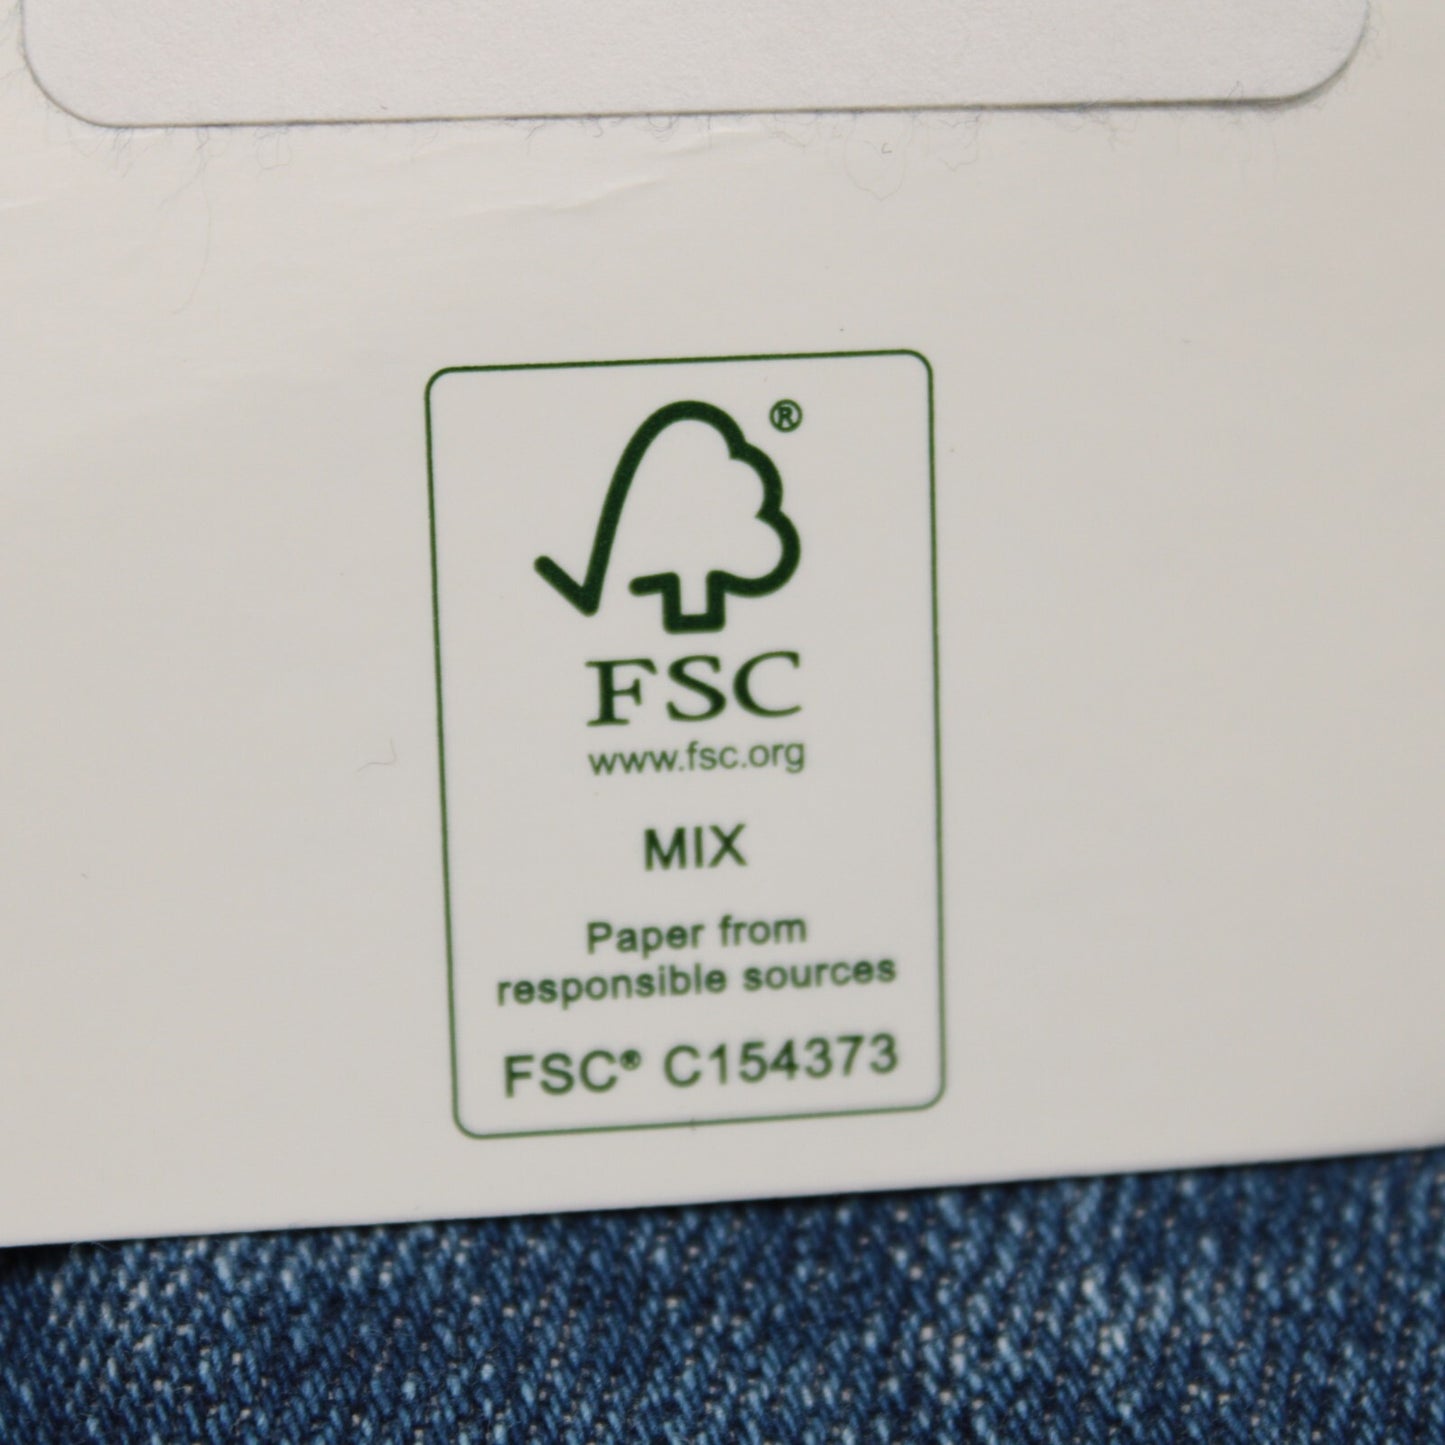 ®
FSC
www.fsc.org
MIX
Paper from
responsible sources
FSC® C154373